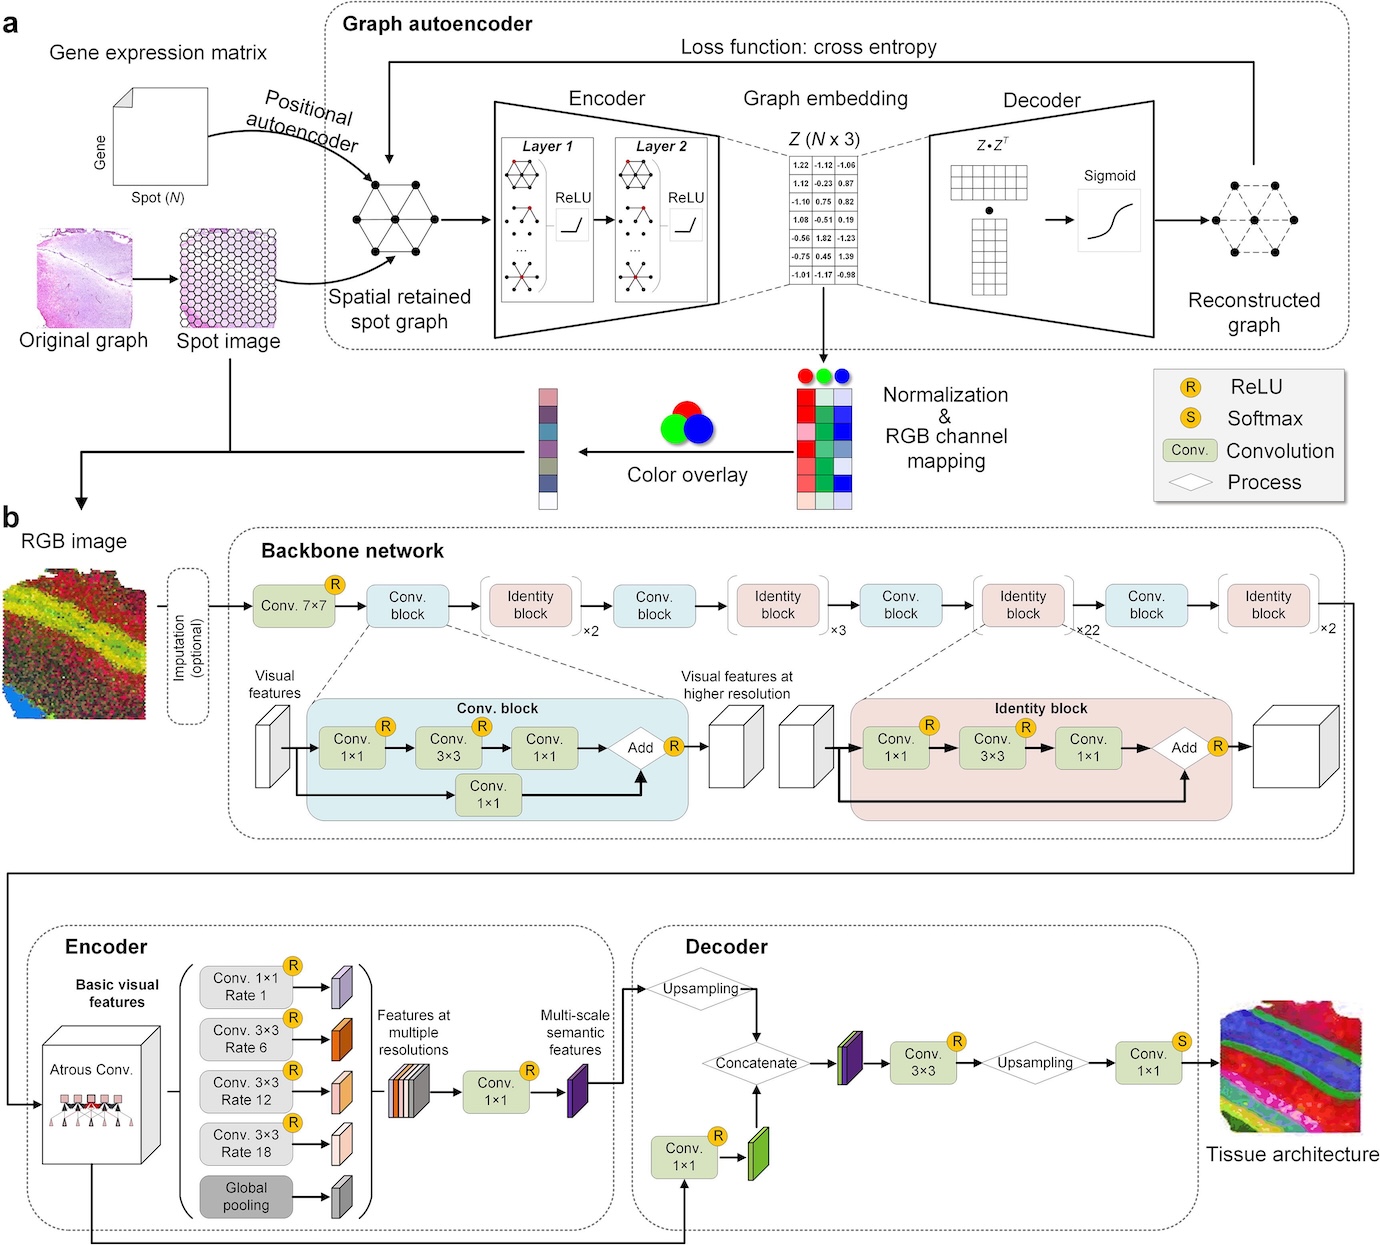 a
Graph autoencoder
Loss function: cross entropy
Gene expression matrix
Gene
Spot (N)
Positional
autoencoder
Original graph
Spot image
Spatial retained
spot graph
Encoder
Layer 1
ReLU
...
Layer 2
ReLU
...
Graph embedding
Z (N x 3)
1.22 -1.12 -1.06
1.12 -0.23 0.87
-1.10 0.75 0.82
1.08 -0.51 0.19
-0.56 1.82 -1.23
-0.75 0.45 1.39
-1.01 -1.17 -0.98
Decoder
Z•Zᵀ
Sigmoid
Reconstructed
graph
Normalization
&
RGB channel
mapping
Color overlay
R ReLU
S Softmax
Conv. Convolution
Process
b
RGB image
Imputation
(optional)
Backbone network
Conv. 7×7
R
Conv.
block
Identity
block
×2
Conv.
block
Identity
block
×3
Conv.
block
Identity
block
×22
Conv.
block
Identity
block
×2
Visual
features
Conv. block
Conv.
1×1
R
Conv.
3×3
R
Conv.
1×1
Add
R
Conv.
1×1
Visual features at
higher resolution
Identity block
Conv.
1×1
R
Conv.
3×3
R
Conv.
1×1
Add
R
Encoder
Basic visual
features
Atrous Conv.
Conv. 1×1
Rate 1
R
Conv. 3×3
Rate 6
R
Conv. 3×3
Rate 12
R
Conv. 3×3
Rate 18
R
Global
pooling
Features at
multiple
resolutions
Conv.
1×1
R
Multi-scale
semantic
features
Decoder
Upsampling
Concatenate
Conv.
1×1
R
Conv.
3×3
R
Upsampling
Conv.
1×1
S
Tissue architecture